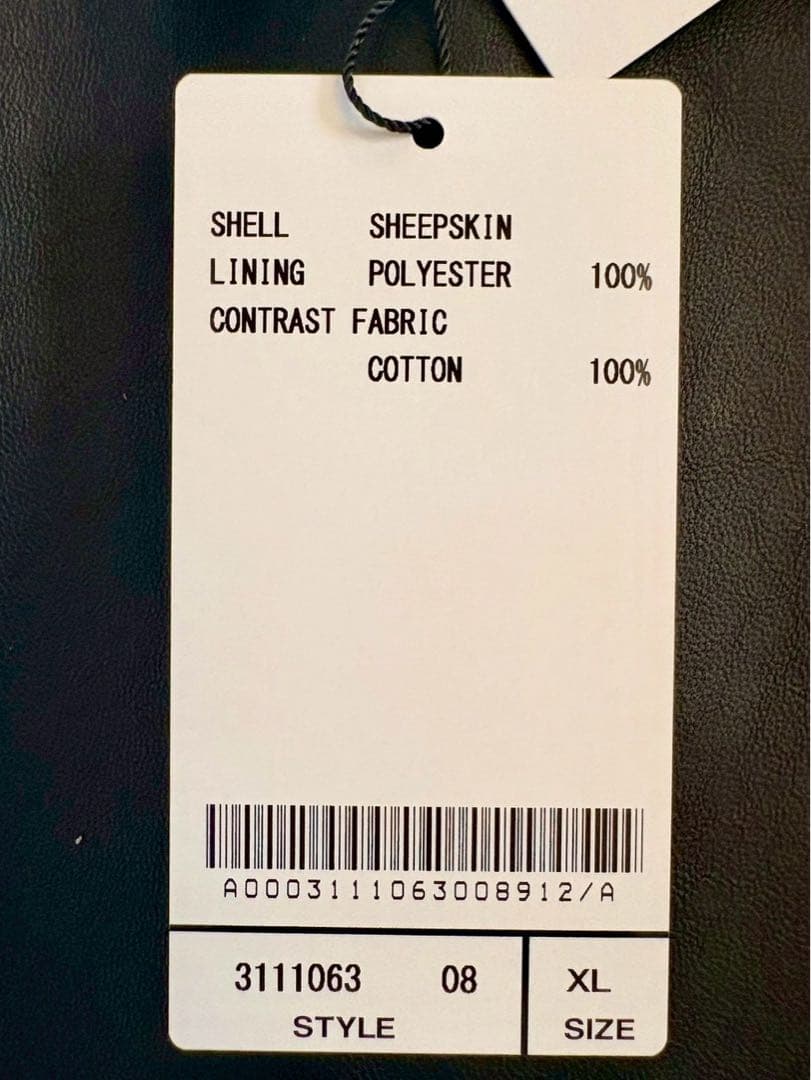 SHELL SHEEPSKIN
LINING POLYESTER 100%
CONTRAST FABRIC
COTTON 100%
A0003111063008912/A
3111063 08 XL
STYLE SIZE